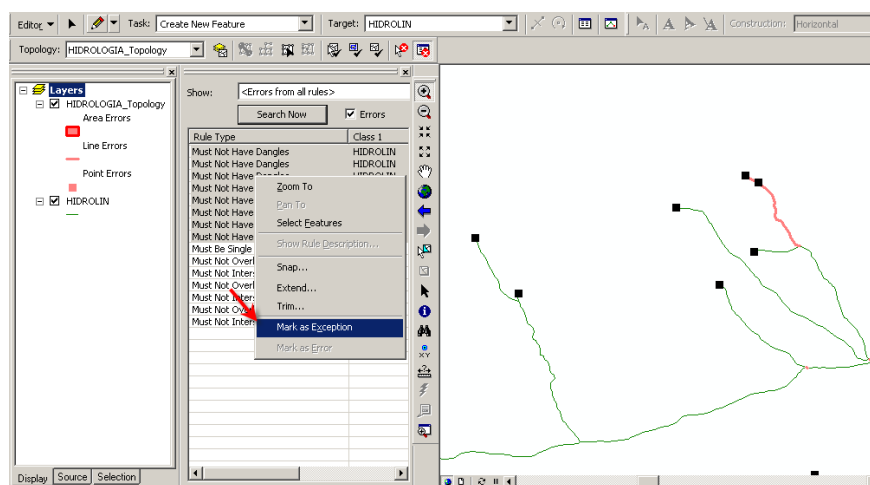 Editor Task: Create New Feature Target: HIDROLIN Construction: Horizontal
Topology: HIDROLOGIA_Topology
Layers
HIDROLOGIA_Topology
Area Errors
Line Errors
Point Errors
HIDROLIN
Show: <Errors from all rules>
Search Now Errors
Rule Type Class 1
Must Not Have Dangles HIDROLIN
Must Not Have Dangles HIDROLIN
Must Not Have Dangles HIDROLIN
Must Not Have
Must Not Have
Must Not Have
Must Not Have
Must Not Have
Must Be Single
Must Not Overl
Must Not Inters
Must Not Overl
Must Not Inters
Must Not Ove
Must Not Inters
Zoom To
Pan To
Select Features
Show Rule Description...
Snap...
Extend...
Trim...
Mark as Exception
Mark as Error
XY
Display Source Selection